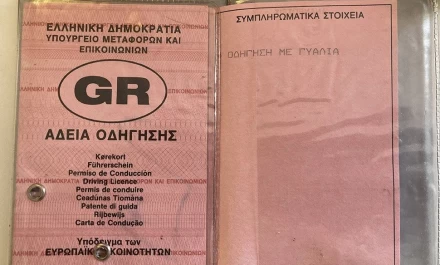 ΕΛΛΗΝΙΚΗ ΔΗΜΟΚΡΑΤΙΑ
ΥΠΟΥΡΓΕΙΟ ΜΕΤΑΦΟΡΩΝ ΚΑΙ
ΕΠΙΚΟΙΝΩΝΙΩΝ
GR
ΑΔΕΙΑ ΟΔΗΓΗΣΗΣ
Kørekort
Führerschein
Permiso de Conducción
Driving Licence
Permis de conduire
Ceadúnas Tiomána
Patente di guida
Rijbewijs
Carta de Condução
Υπόδειγμα των
ΕΥΡΩΠΑΪΚ ΚΟΙΝΟΤΗΤΩΝ
ΣΥΜΠΛΗΡΩΜΑΤΙΚΑ ΣΤΟΙΧΕΙΑ
ΟΔΗΓΗΣΗ ΜΕ ΓΥΑΛΙΑ